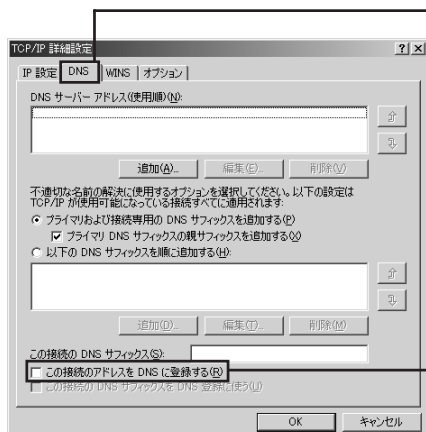 TCP/IP 詳細設定
IP 設定 DNS WINS オプション
DNS サーバー アドレス(使用順)(N):
追加(A)... 編集(E)... 削除(V)
不適切な名前の解決に使用するオプションを選択してください。以下の設定は
TCP/IP が使用可能になっている接続すべてに適用されます:
プライマリおよび接続専用の DNS サフィックスを追加する(P)
プライマリ DNS サフィックスの親サフィックスを追加する(X)
以下の DNS サフィックスを順に追加する(H):
追加(D)... 編集(T)... 削除(M)
この接続の DNS サフィックス(S):
この接続のアドレスを DNS に登録する(R)
この接続の DNS サフィックスを DNS 登録に使う(U)
OK キャンセル